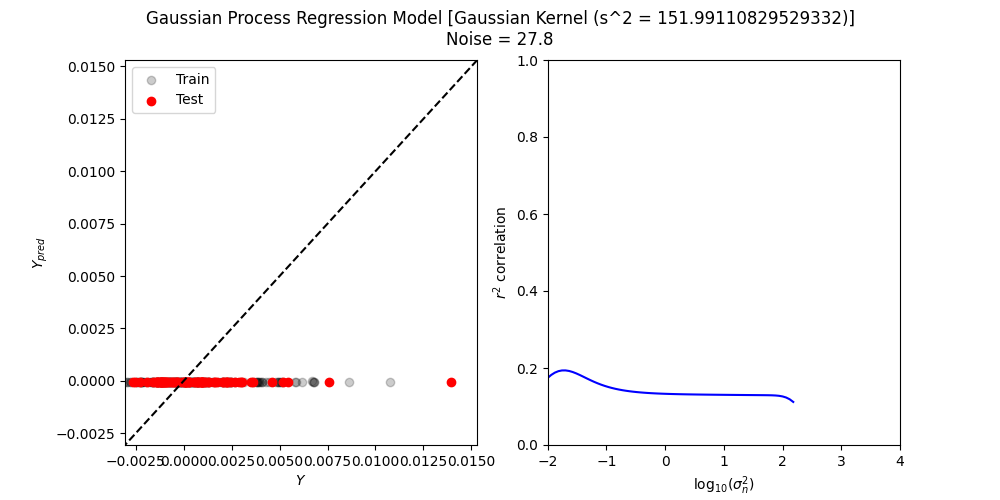 Gaussian Process Regression Model [Gaussian Kernel (s^2 = 151.99110829529332)]
Noise = 27.8
Train
Test
0.0150
0.0125
0.0100
0.0075
0.0050
0.0025
0.0000
−0.0025
Y_pred
−0.0025 0.0000 0.0025 0.0050 0.0075 0.0100 0.0125 0.0150
Y
1.0
0.8
0.6
0.4
0.2
0.0
r² correlation
−2 −1 0 1 2 3 4
log₁₀(σₙ²)